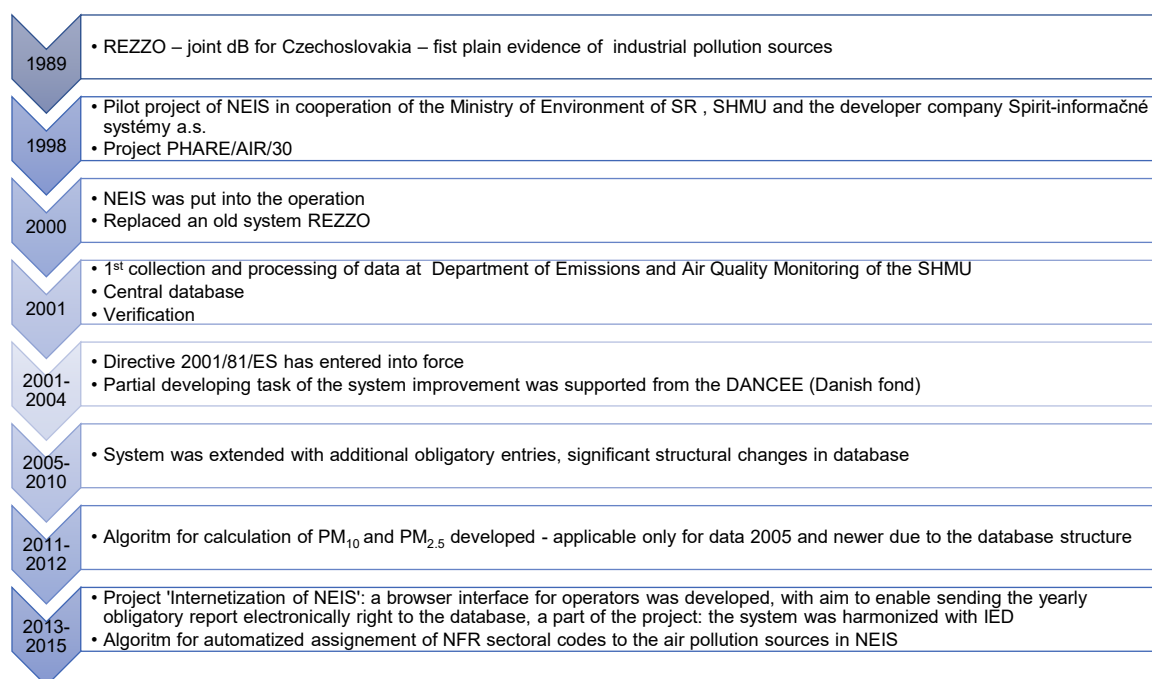 1989
• REZZO – joint dB for Czechoslovakia – fist plain evidence of industrial pollution sources
1998
• Pilot project of NEIS in cooperation of the Ministry of Environment of SR , SHMU and the developer company Spirit-informačné
systémy a.s.
• Project PHARE/AIR/30
2000
• NEIS was put into the operation
• Replaced an old system REZZO
2001
• 1st collection and processing of data at Department of Emissions and Air Quality Monitoring of the SHMU
• Central database
• Verification
2001-
2004
• Directive 2001/81/ES has entered into force
• Partial developing task of the system improvement was supported from the DANCEE (Danish fond)
2005-
2010
• System was extended with additional obligatory entries, significant structural changes in database
2011-
2012
• Algoritm for calculation of PM10 and PM2.5 developed - applicable only for data 2005 and newer due to the database structure
2013-
2015
• Project 'Internetization of NEIS': a browser interface for operators was developed, with aim to enable sending the yearly
obligatory report electronically right to the database, a part of the project: the system was harmonized with IED
• Algoritm for automatized assignement of NFR sectoral codes to the air pollution sources in NEIS